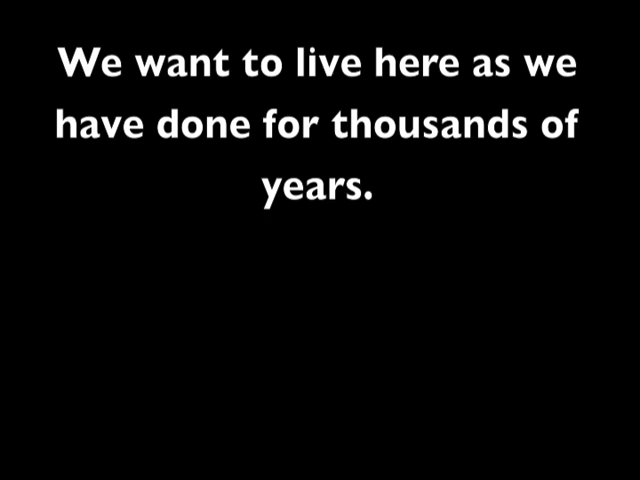 We want to live here as we
have done for thousands of
years.